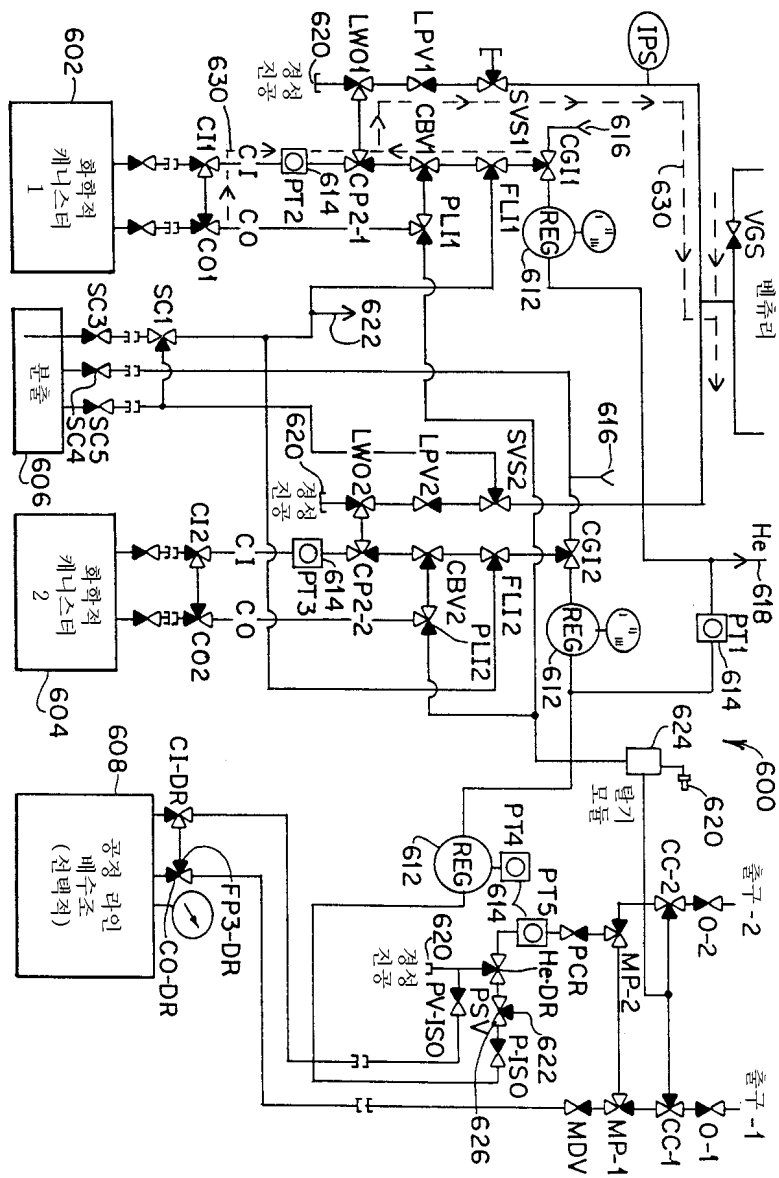 IPS
VGS
벤츄리
He
618
PT1
614
600
624
620
탈기
모듈
CC-2
O-2
출구-2
출구-1
O-1
CC-1
MP-1
MDV
MP-2
PCR
SVS1
LPV1
LWO1
620
경성
진공
630
CGI1
616
FLI1
CBV1
CP2-1
PLI1
REG
612
630
CI1
CI
PT2
614
CO
CO1
602
화학적
캐니스터
1
SC1
SC3
622
SC4
SC5
분출
606
SVS2
LPV2
LWO2
620
경성
진공
616
CGI2
FLI2
CBV2
CP2-2
PLI2
REG
612
CI2
CI
PT3
614
CO
CO2
화학적
캐니스터
2
604
608
CI-DR
공정 라인
배수조
(선택적)
FP3-DR
CO-DR
REG
612
PT4
614
PT5
He-DR
620
경성
진공
PV-ISO
PSV
622
P-ISO
626